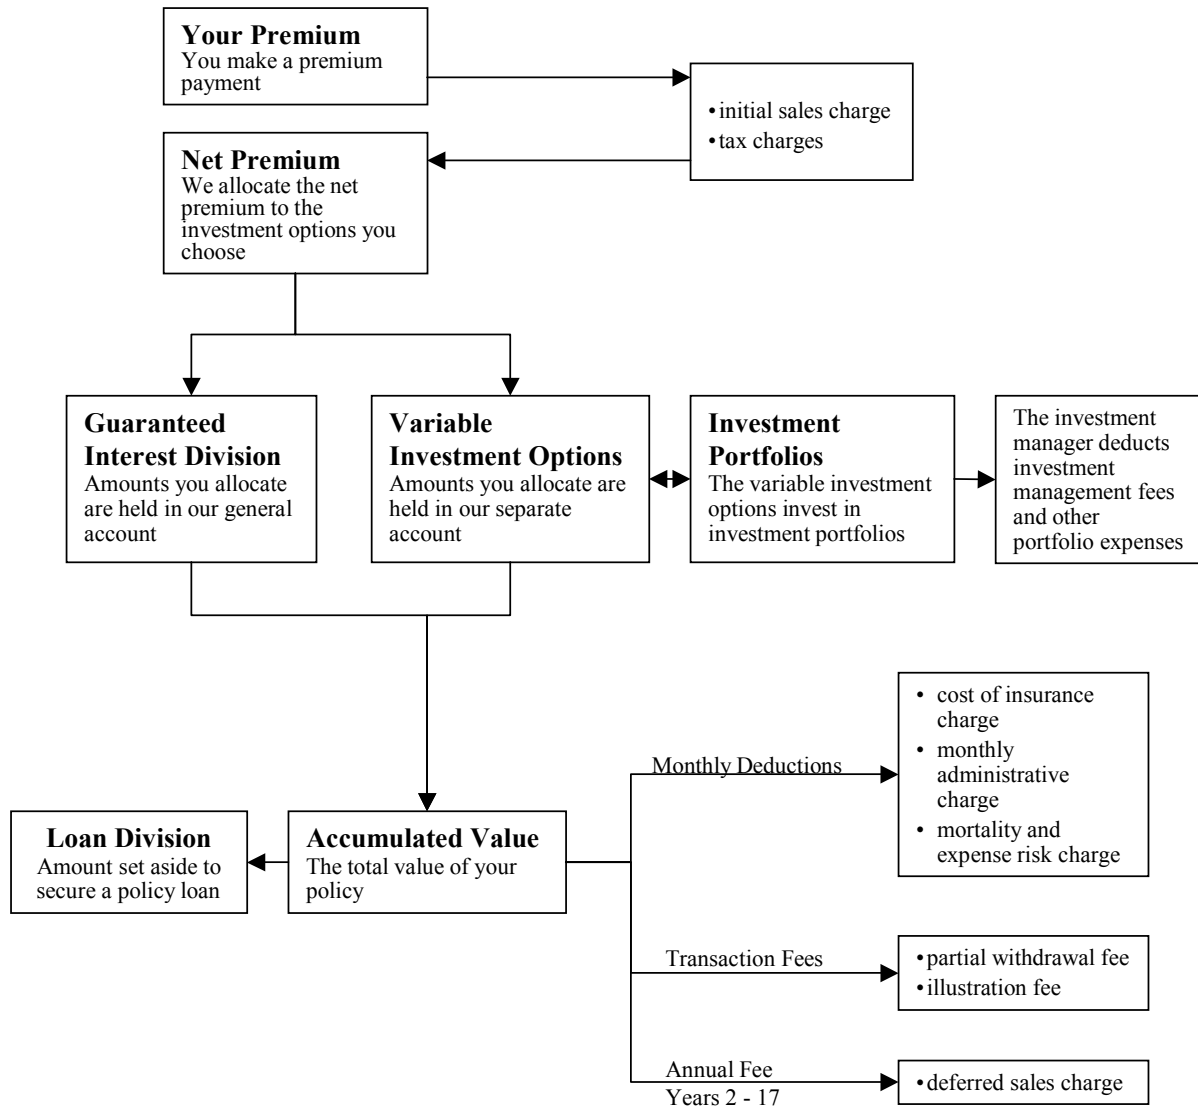 Your Premium
You make a premium
payment
•initial sales charge
•tax charges
Net Premium
We allocate the net
premium to the
investment options you
choose
Guaranteed
Interest Division
Amounts you allocate
are held in our general
account
Variable
Investment Options
Amounts you allocate are
held in our separate
account
Investment
Portfolios
The variable investment
options invest in
investment portfolios
The investment
manager deducts
investment
management fees
and other
portfolio expenses
Loan Division
Amount set aside to
secure a policy loan
Accumulated Value
The total value of your
policy
Monthly Deductions
• cost of insurance
charge
• monthly
administrative
charge
• mortality and
expense risk charge
Transaction Fees
•partial withdrawal fee
•illustration fee
Annual Fee
Years 2 - 17
•deferred sales charge